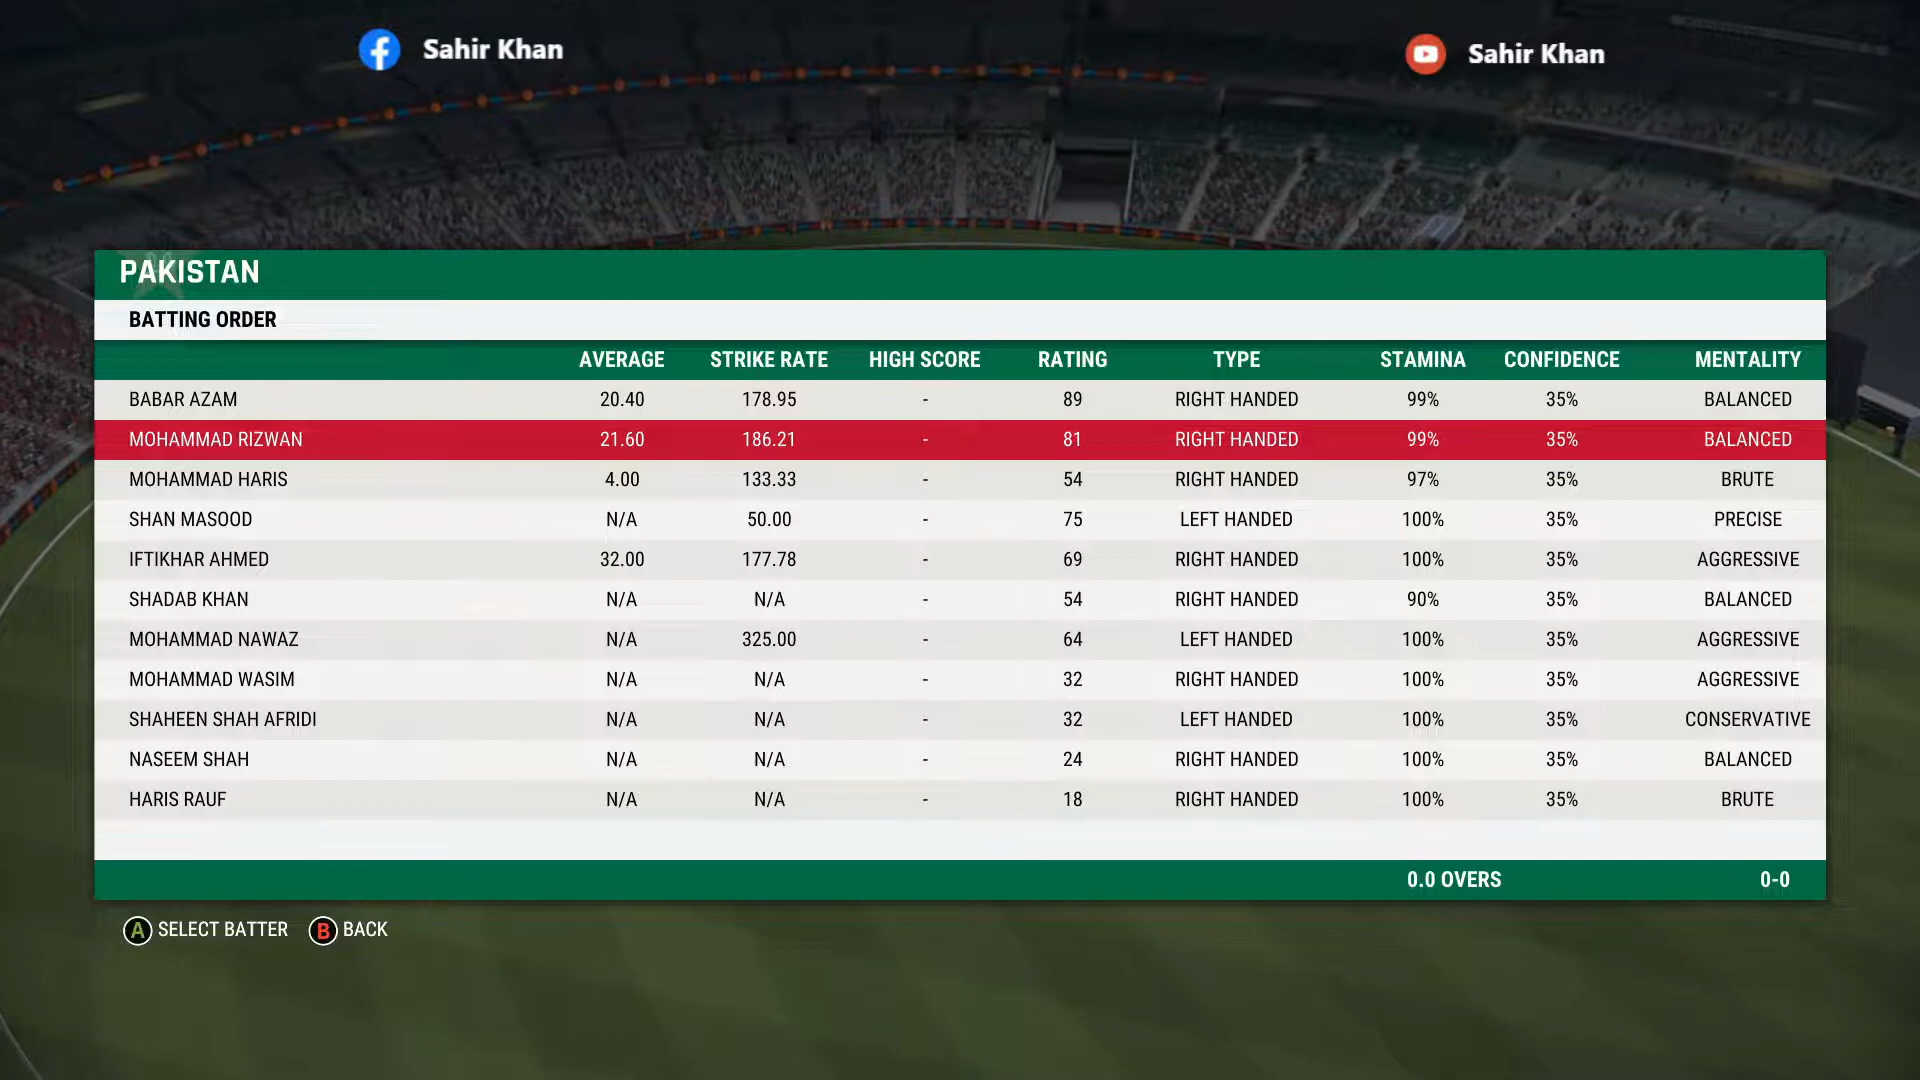 Sahir Khan
Sahir Khan
PAKISTAN
BATTING ORDER
AVERAGE STRIKE RATE HIGH SCORE RATING TYPE STAMINA CONFIDENCE MENTALITY
BABAR AZAM 20.40 178.95 - 89 RIGHT HANDED 99% 35% BALANCED
MOHAMMAD RIZWAN 21.60 186.21 - 81 RIGHT HANDED 99% 35% BALANCED
MOHAMMAD HARIS 4.00 133.33 - 54 RIGHT HANDED 97% 35% BRUTE
SHAN MASOOD N/A 50.00 - 75 LEFT HANDED 100% 35% PRECISE
IFTIKHAR AHMED 32.00 177.78 - 69 RIGHT HANDED 100% 35% AGGRESSIVE
SHADAB KHAN N/A N/A - 54 RIGHT HANDED 90% 35% BALANCED
MOHAMMAD NAWAZ N/A 325.00 - 64 LEFT HANDED 100% 35% AGGRESSIVE
MOHAMMAD WASIM N/A N/A - 32 RIGHT HANDED 100% 35% AGGRESSIVE
SHAHEEN SHAH AFRIDI N/A N/A - 32 LEFT HANDED 100% 35% CONSERVATIVE
NASEEM SHAH N/A N/A - 24 RIGHT HANDED 100% 35% BALANCED
HARIS RAUF N/A N/A - 18 RIGHT HANDED 100% 35% BRUTE
0.0 OVERS 0-0
A SELECT BATTER B BACK